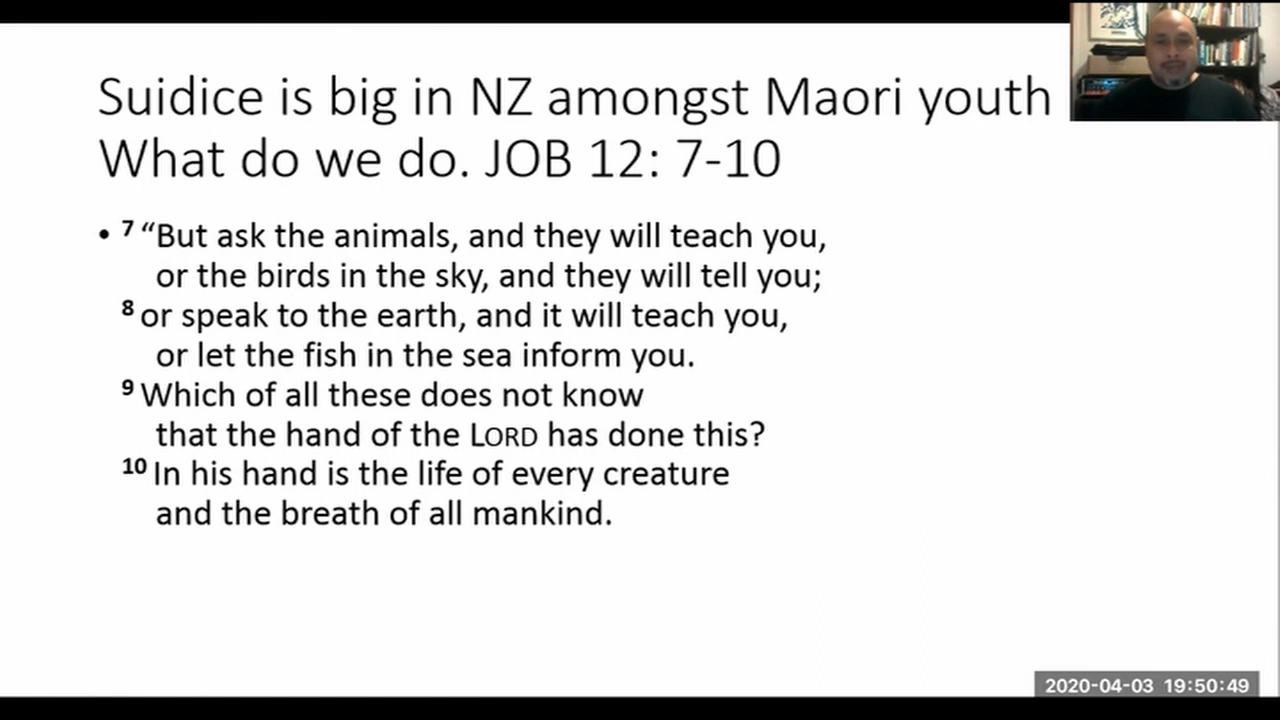 Suidice is big in NZ amongst Maori youth
What do we do. JOB 12: 7-10
• 7 “But ask the animals, and they will teach you,
or the birds in the sky, and they will tell you;
8 or speak to the earth, and it will teach you,
or let the fish in the sea inform you.
9 Which of all these does not know
that the hand of the LORD has done this?
10 In his hand is the life of every creature
and the breath of all mankind.
2020-04-03 19:50:49